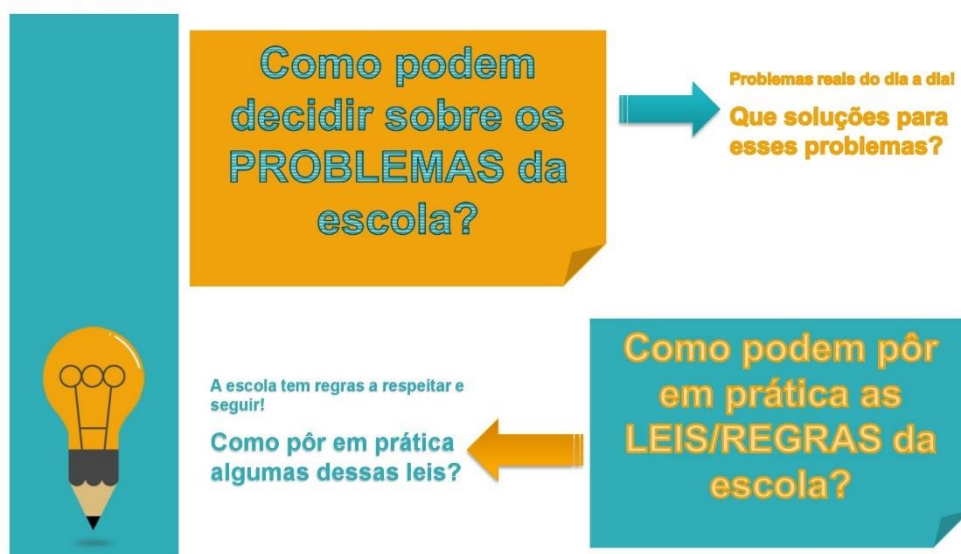 Como podem
decidir sobre os
PROBLEMAS da
escola?
Problemas reais do dia a dia!
Que soluções para
esses problemas?
Como podem pôr
em prática as
LEIS/REGRAS da
escola?
A escola tem regras a respeitar e
seguir!
Como pôr em prática
algumas dessas leis?